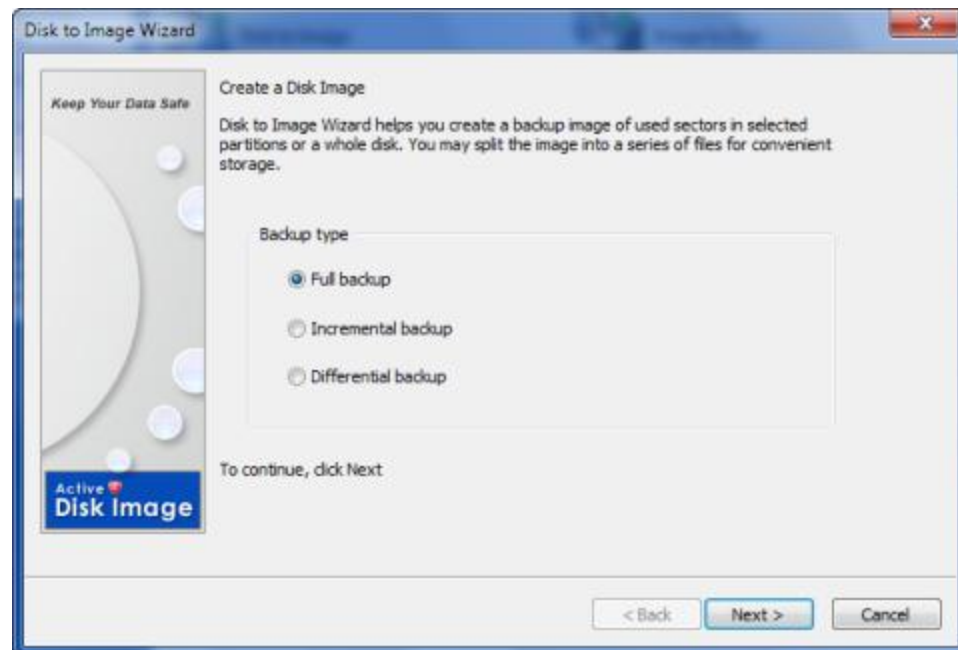 Disk to Image Wizard
Keep Your Data Safe
Create a Disk Image
Disk to Image Wizard helps you create a backup image of used sectors in selected
partitions or a whole disk. You may split the image into a series of files for convenient
storage.
Backup type
Full backup
Incremental backup
Differential backup
To continue, click Next
Active
Disk Image
< Back
Next >
Cancel